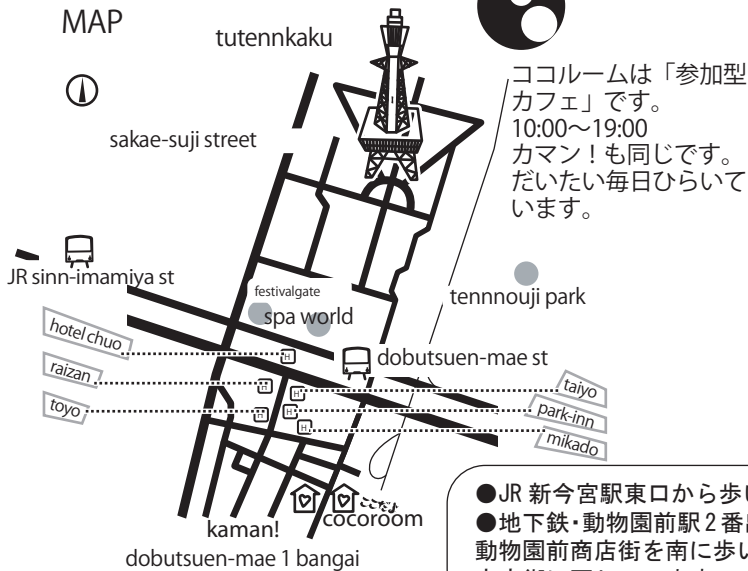 MAP
tutennkaku
ココルームは「参加型
カフェ」です。
10:00〜19:00
カマン！も同じです。
だいたい毎日ひらいて
います。
sakae-suji street
JR sinn-imamiya st
festivalgate
spa world
tennnouji park
hotel chuo
dobutsuen-mae st
raizan
taiyo
toyo
park-inn
mikado
H
H
H
H
H
H
ここだよ
kaman!
cocoroom
dobutsuen-mae 1 bangai
●JR 新今宮駅東口から歩
●地下鉄・動物園前駅2番
動物園前商店街を南に歩い